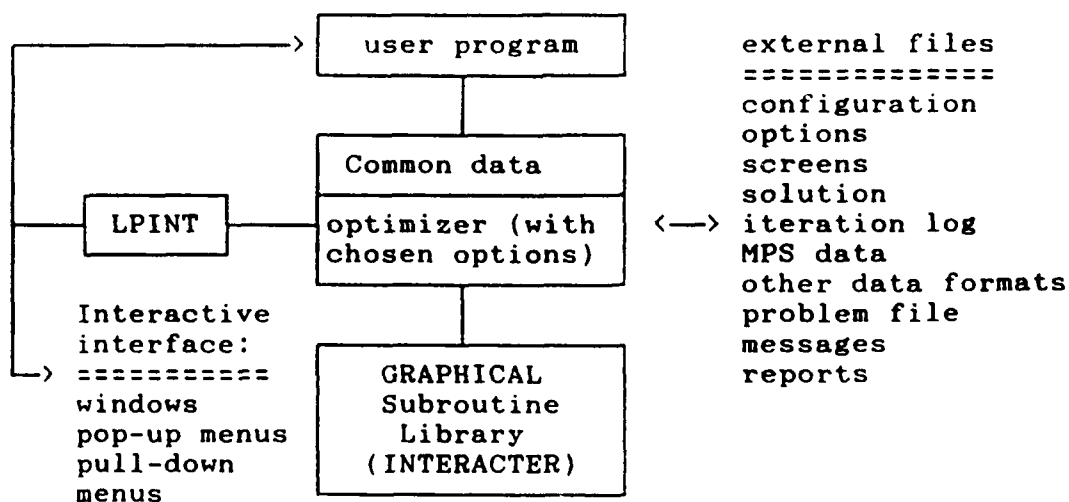 user program
Common data
optimizer (with
chosen options)
LPINT
Interactive
interface:
===========
windows
pop-up menus
pull-down
menus
GRAPHICAL
Subroutine
Library
(INTERACTER)
external files
==============
configuration
options
screens
solution
iteration log
MPS data
other data formats
problem file
messages
reports